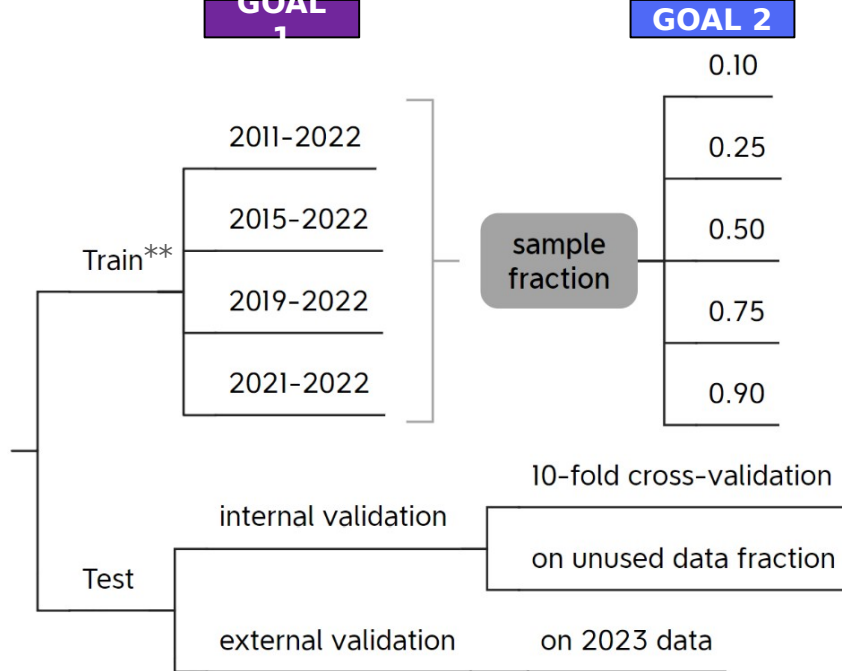 GOAL
1
GOAL 2
0.10
2011-2022
0.25
2015-2022
0.50
Train**
sample
fraction
2019-2022
0.75
2021-2022
0.90
10-fold cross-validation
internal validation
on unused data fraction
Test
external validation
on 2023 data